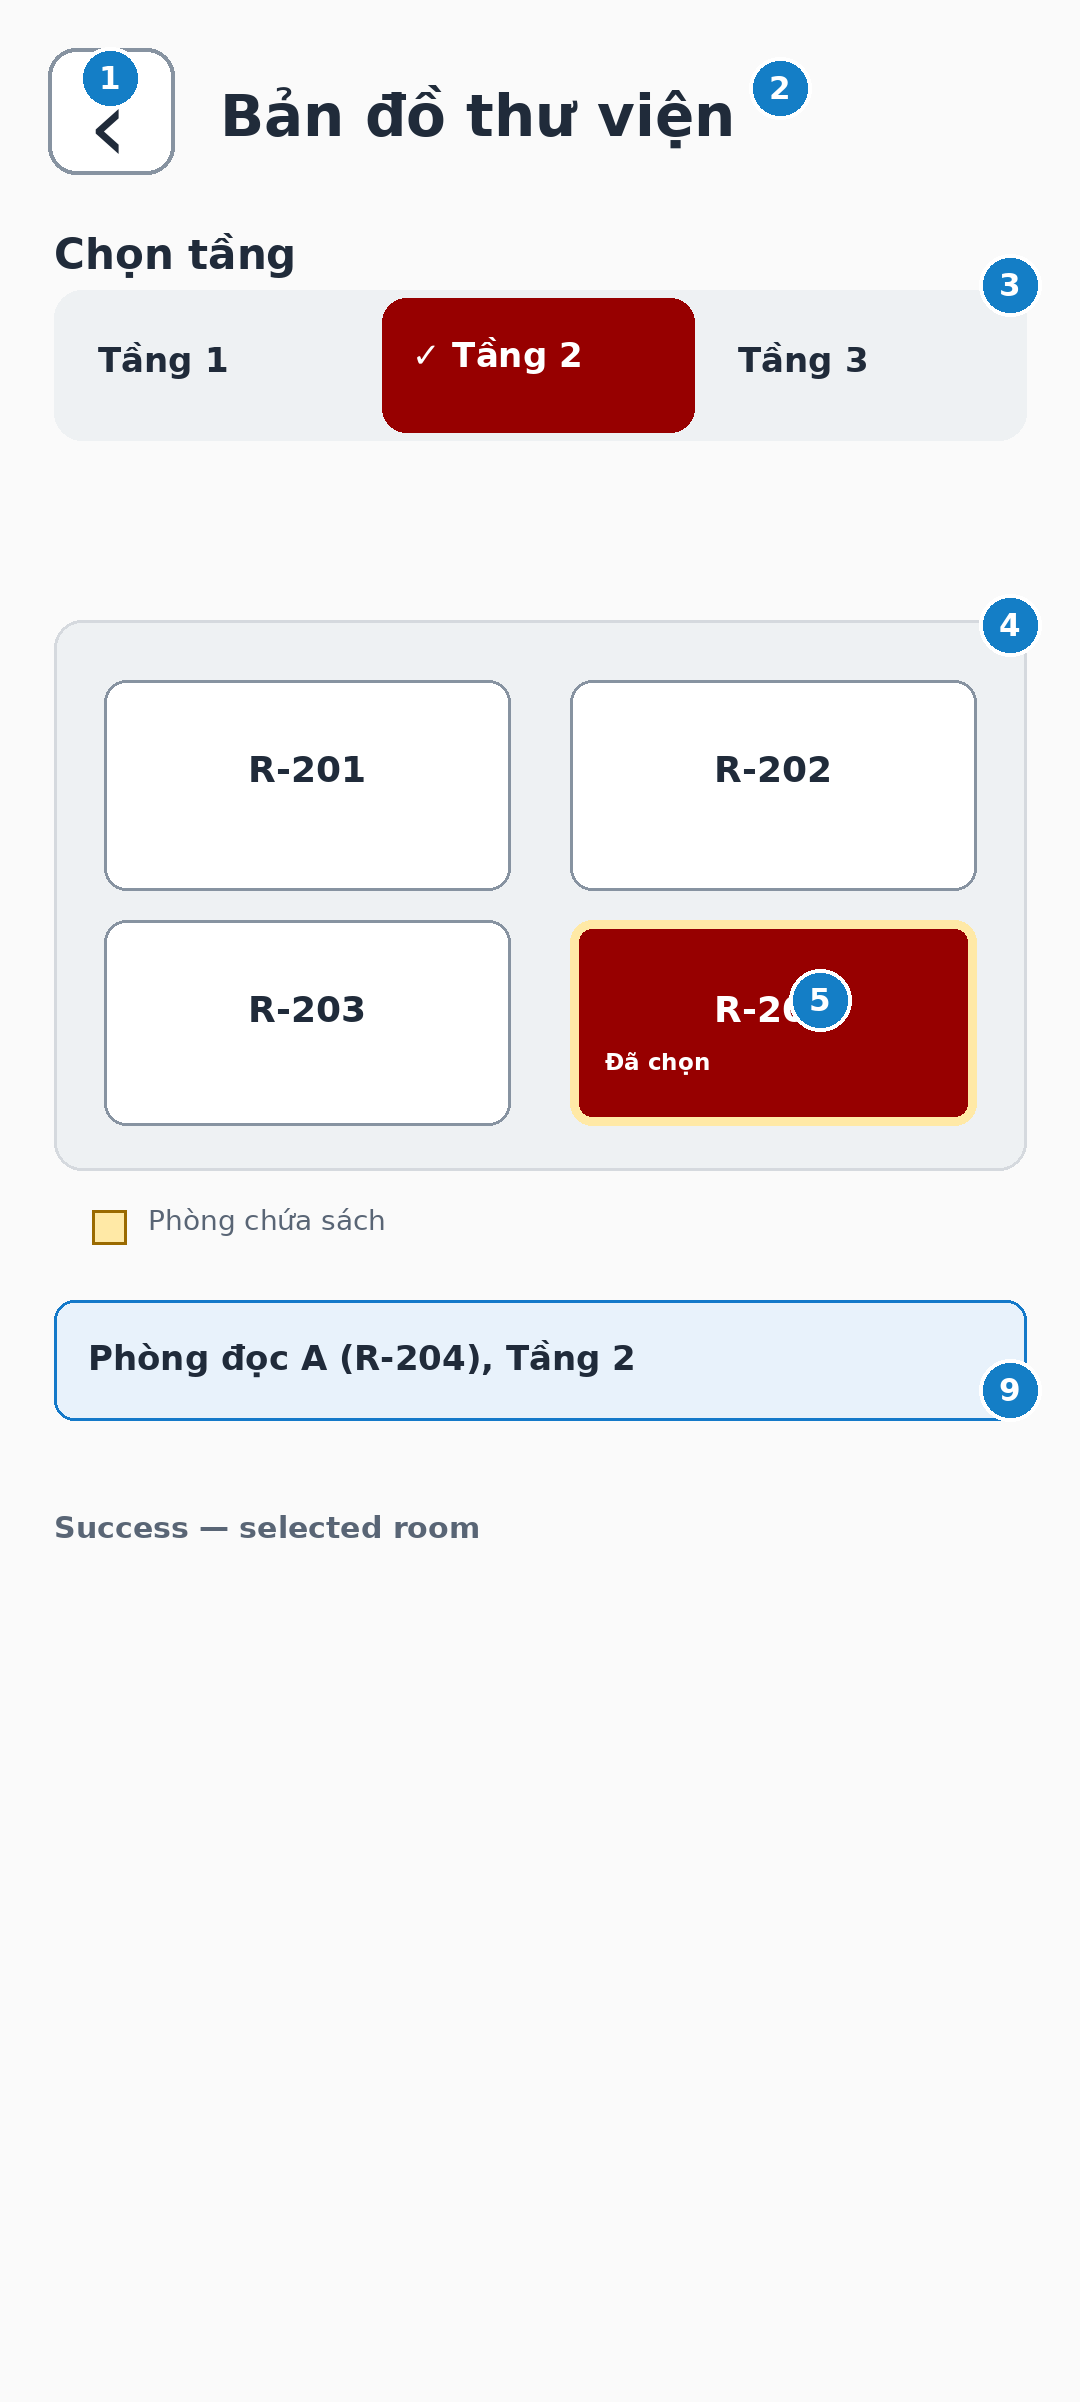 1
<
Bản đồ thư viện
2
Chọn tầng
3
Tầng 1
✓ Tầng 2
Tầng 3
4
R-201
R-202
R-203
5
Đã chọn
Phòng chứa sách
Phòng đọc A (R-204), Tầng 2
9
Success — selected room